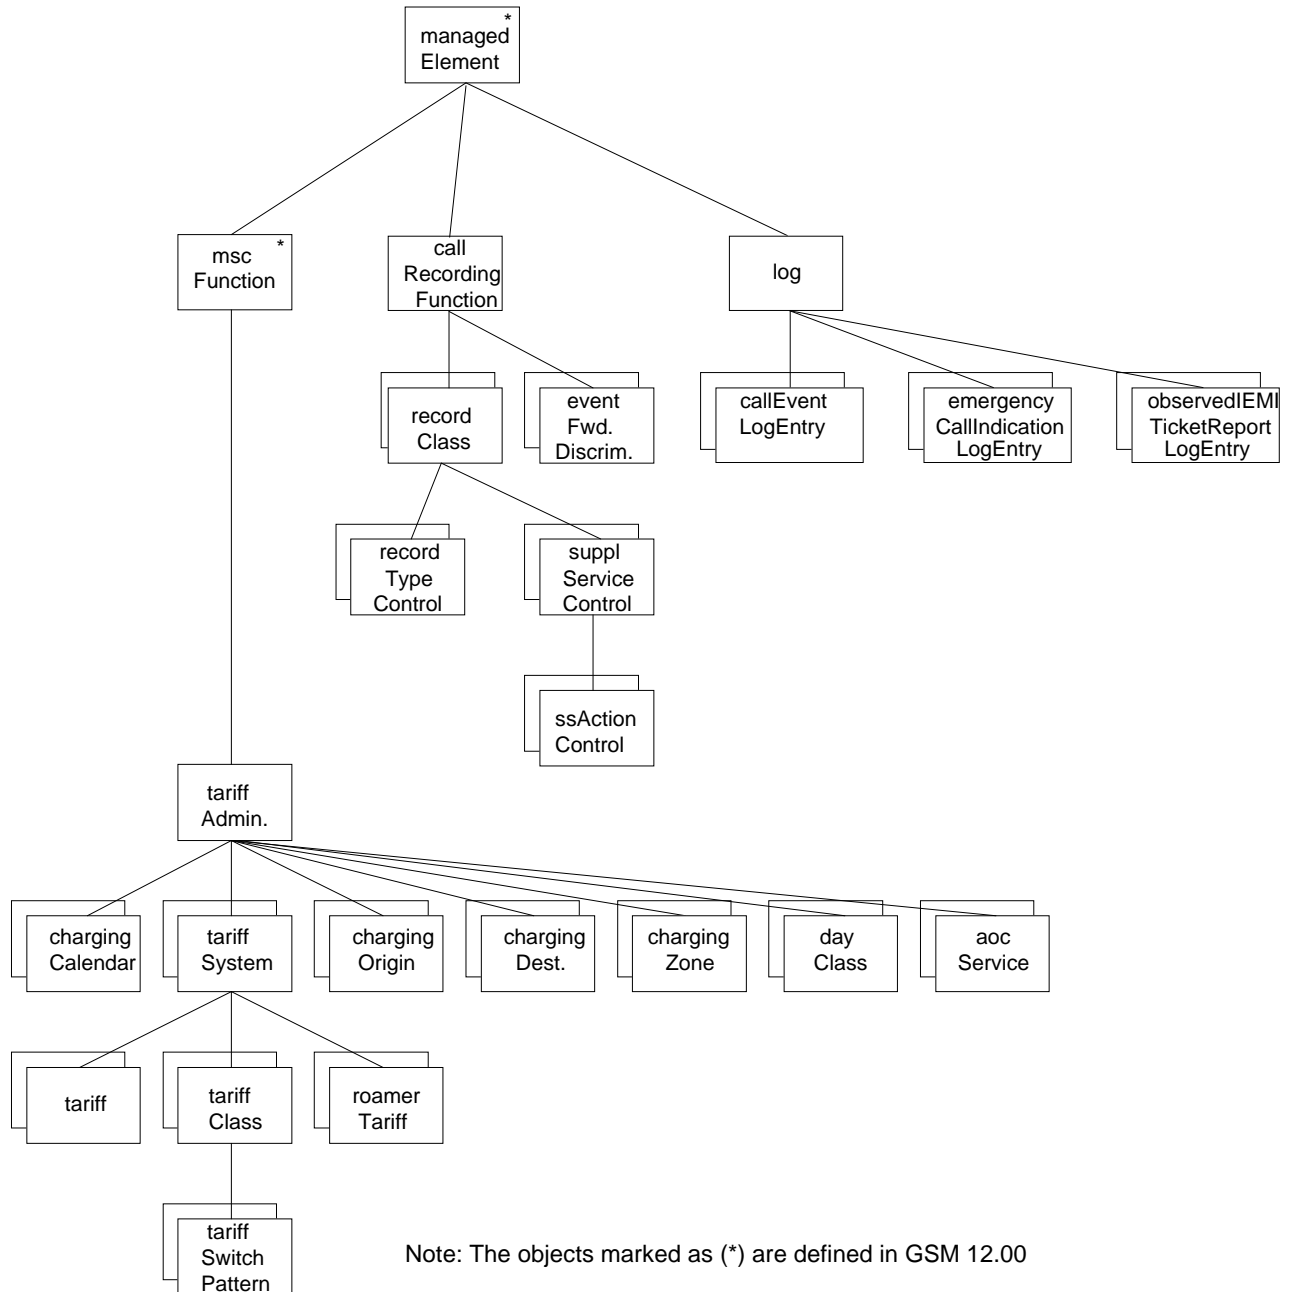 *
managed
Element
msc *
Function
call
Recording
Function
log
record
Class
event
Fwd.
Discrim.
callEvent
LogEntry
emergency
CallIndication
LogEntry
observedIEMI
TicketReport
LogEntry
record
Type
Control
suppl
Service
Control
ssAction
Control
tariff
Admin.
charging
Calendar
tariff
System
charging
Origin
charging
Dest.
charging
Zone
day
Class
aoc
Service
tariff
tariff
Class
roamer
Tariff
tariff
Switch
Pattern
Note: The objects marked as (*) are defined in GSM 12.00